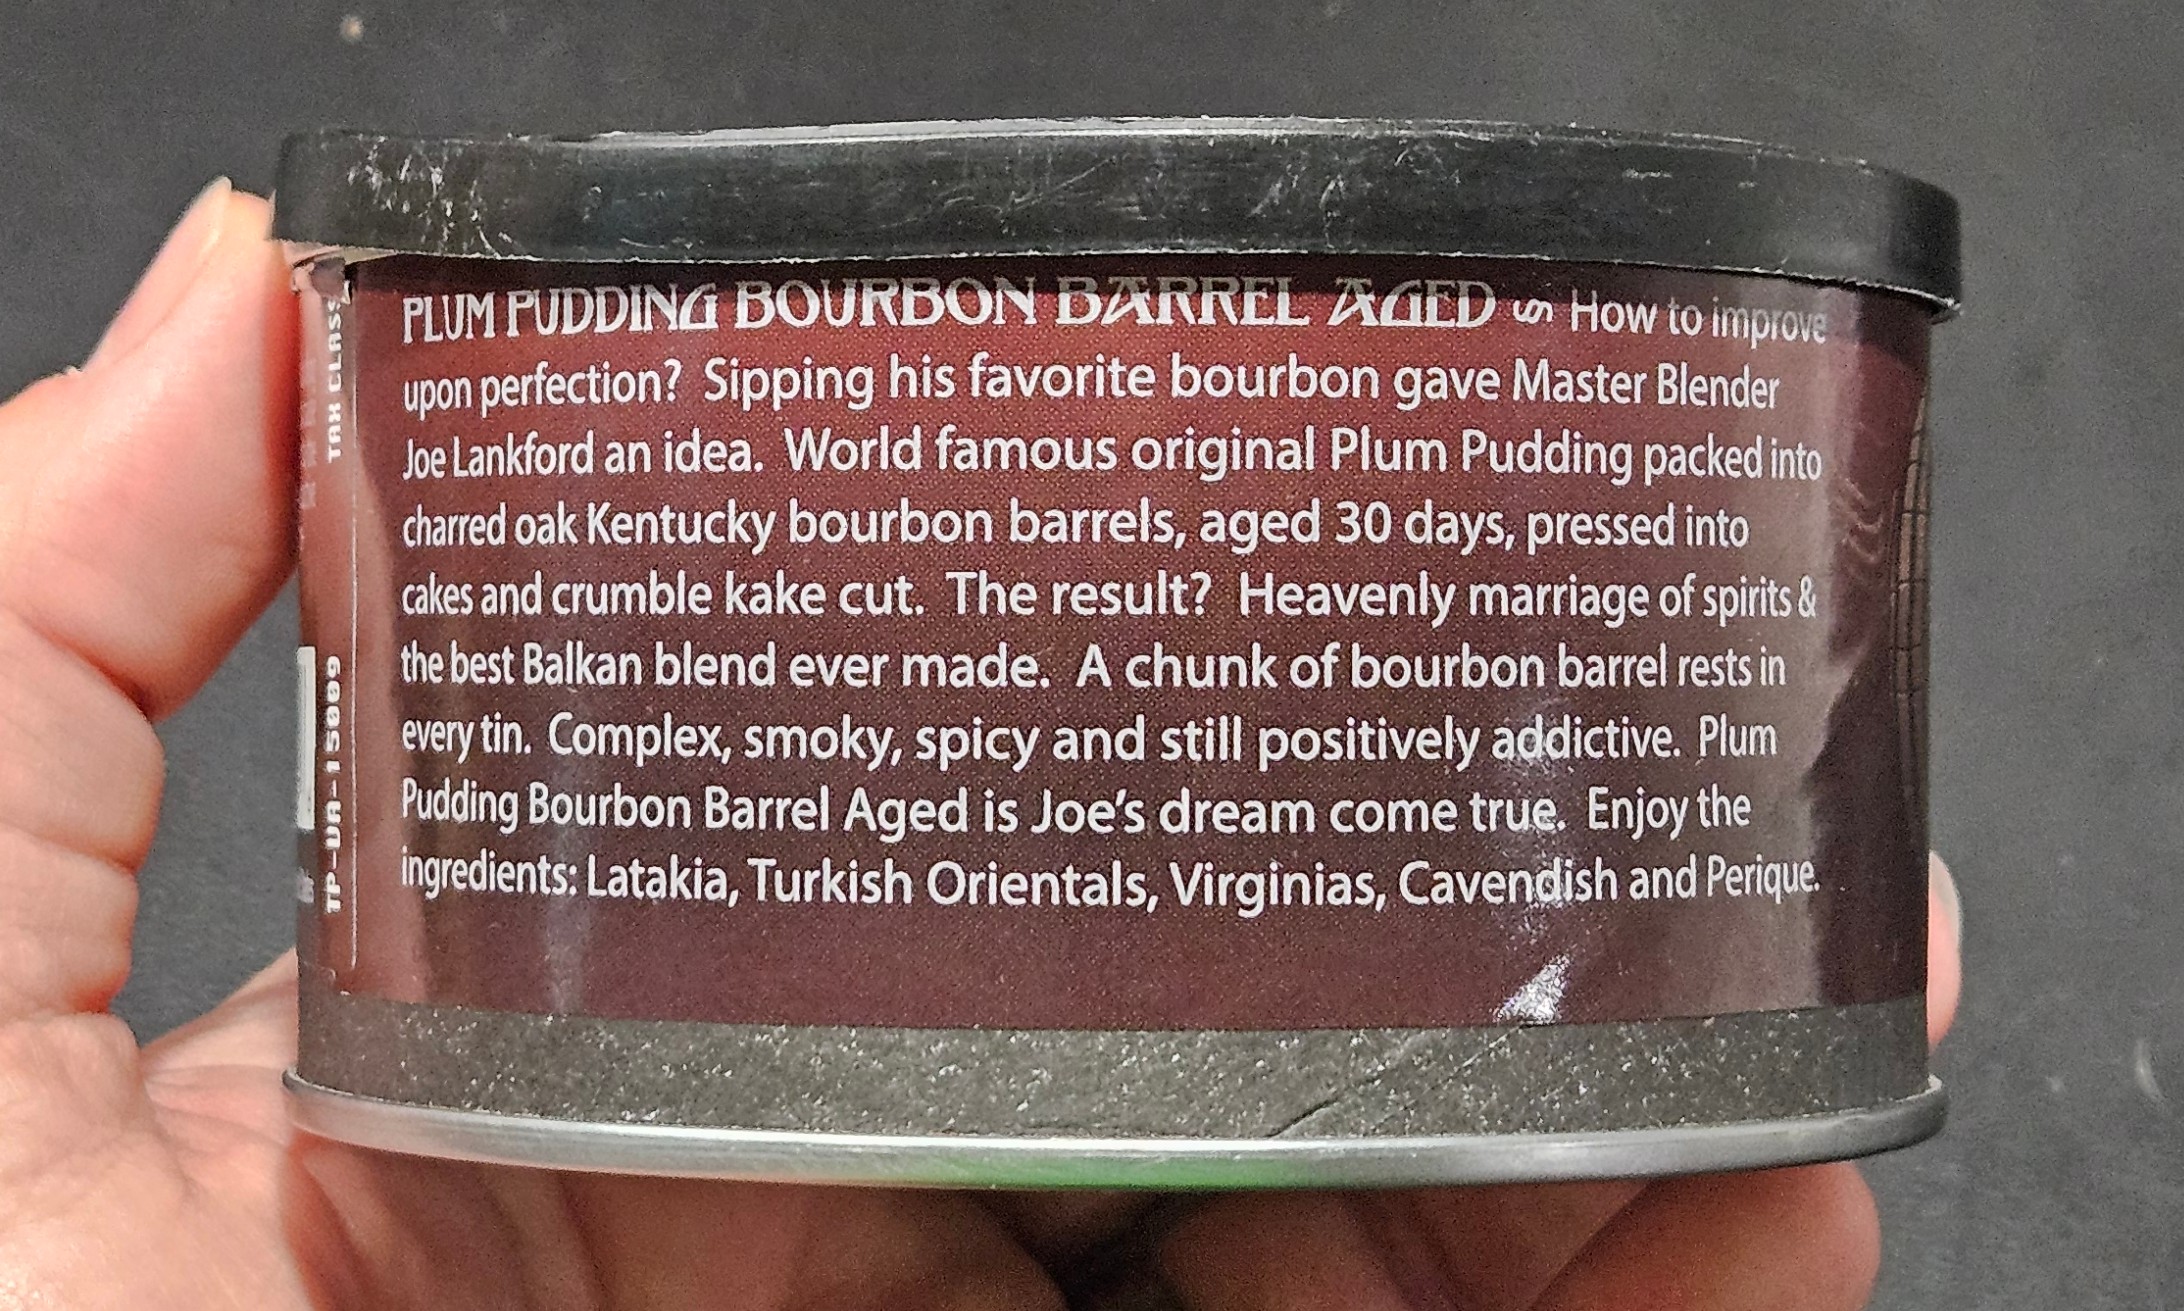 PLUM PUDDING BOURBON BARREL AGED How to improve
upon perfection? Sipping his favorite bourbon gave Master Blender
Joe Lankford an idea. World famous original Plum Pudding packed into
charred oak Kentucky bourbon barrels, aged 30 days, pressed into
cakes and crumble kake cut. The result? Heavenly marriage of spirits &
the best Balkan blend ever made. A chunk of bourbon barrel rests in
every tin. Complex, smoky, spicy and still positively addictive. Plum
Pudding Bourbon Barrel Aged is Joe's dream come true. Enjoy the
ingredients: Latakia, Turkish Orientals, Virginias, Cavendish and Perique.
TP-VA-15009
TAX CLASS